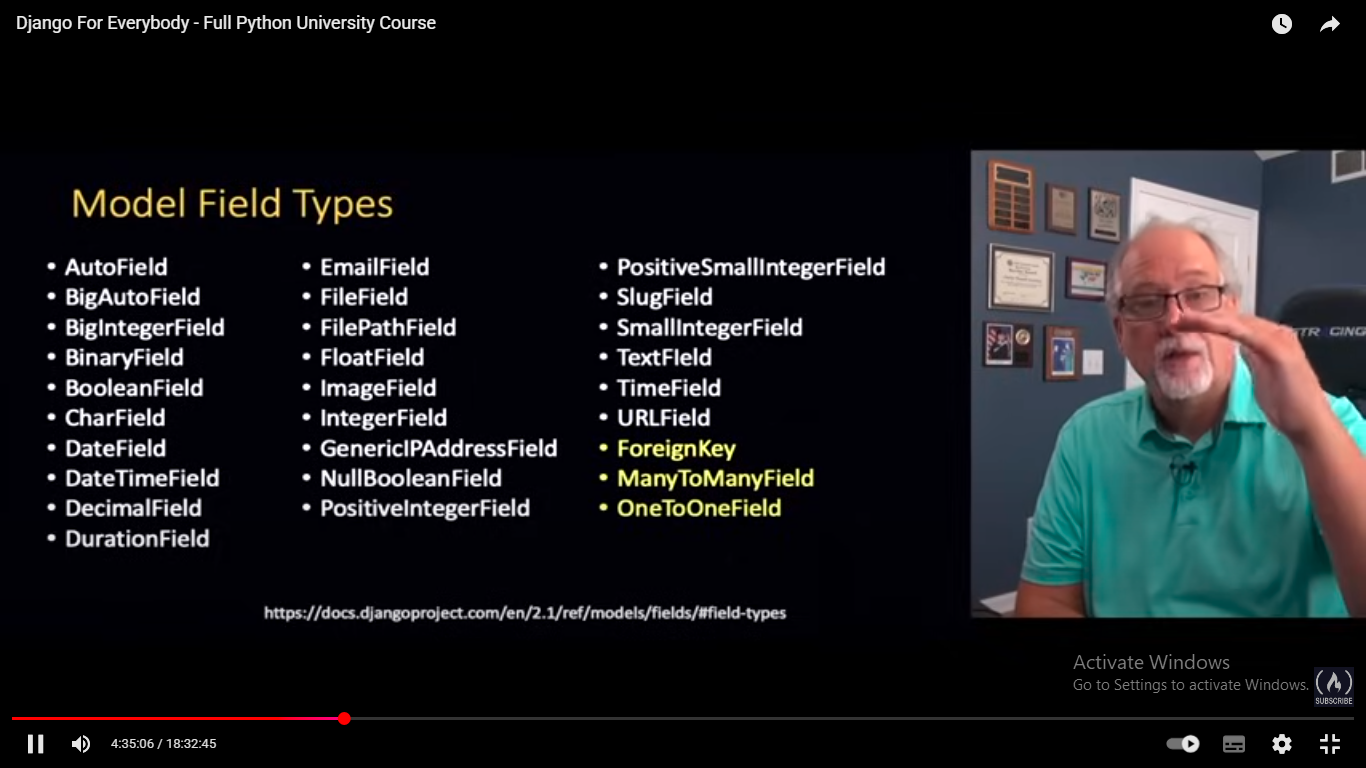 Django For Everybody - Full Python University Course
Model Field Types
• AutoField
• BigAutoField
• BigIntegerField
• BinaryField
• BooleanField
• CharField
• DateField
• DateTimeField
• DecimalField
• DurationField
• EmailField
• FileField
• FilePathField
• FloatField
• ImageField
• IntegerField
• GenericIPAddressField
• NullBooleanField
• PositiveIntegerField
• PositiveSmallIntegerField
• SlugField
• SmallIntegerField
• TextFIeld
• TimeField
• URLField
• ForeignKey
• ManyToManyField
• OneToOneField
https://docs.djangoproject.com/en/2.1/ref/models/fields/#field-types
Activate Windows
Go to Settings to activate Windows.
SUBSCRIBE
4:35:06 / 18:32:45